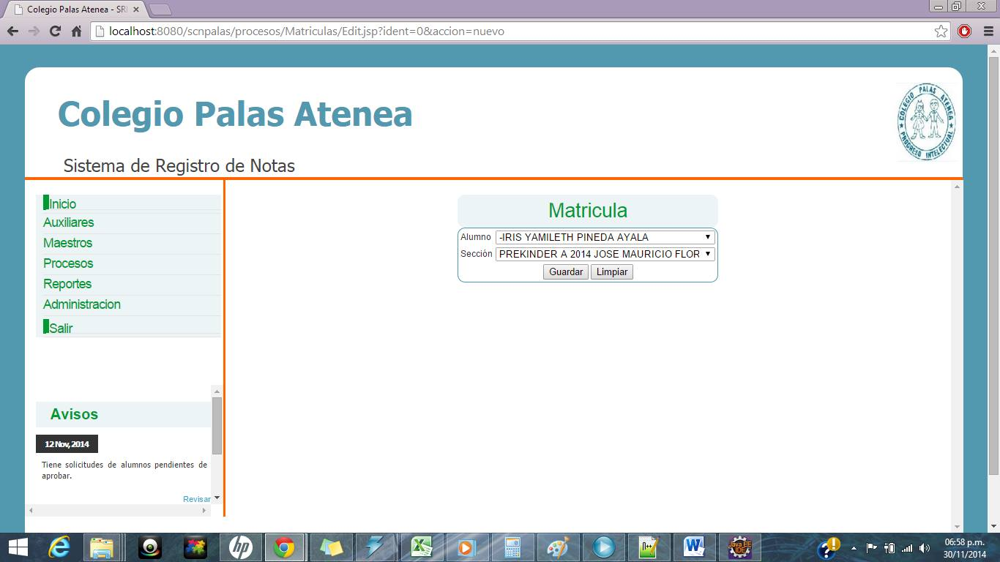 Colegio Palas Atenea - SRI
localhost:8080/scnpalas/procesos/Matriculas/Edit.jsp?ident=0&accion=nuevo
Colegio Palas Atenea
COLEGIO PALAS ATENEA
PROGRESO INTELECTUAL
Sistema de Registro de Notas
Inicio
Auxiliares
Maestros
Procesos
Reportes
Administracion
Salir
Matricula
Alumno -IRIS YAMILETH PINEDA AYALA
Sección PREKINDER A 2014 JOSE MAURICIO FLOR
Guardar Limpiar
Avisos
12 Nov, 2014
Tiene solicitudes de alumnos pendientes de
aprobar.
Revisar
hp
Java EE
IDE
06:58 p.m.
30/11/2014